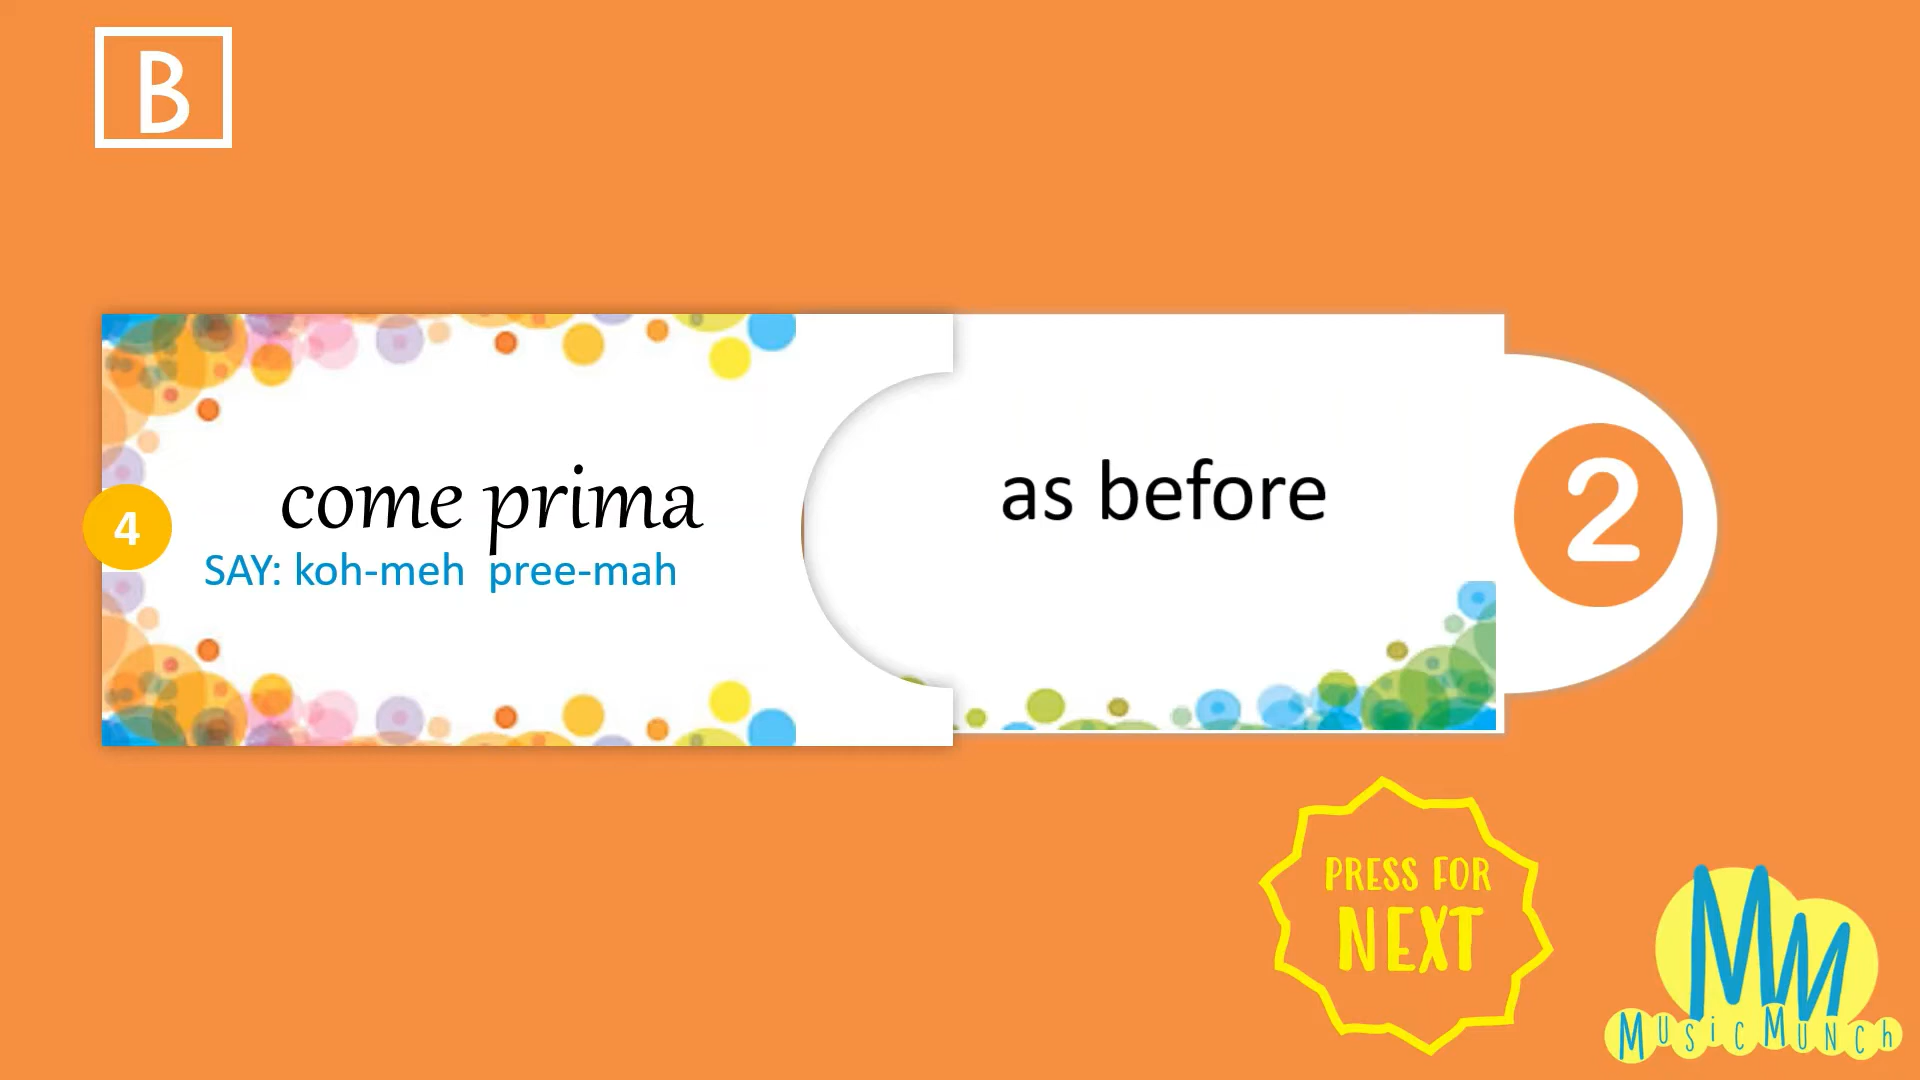 B
4
come prima
SAY: koh-meh pree-mah
as before
2
PRESS FOR
NEXT
MM
MUSiC MUNCh